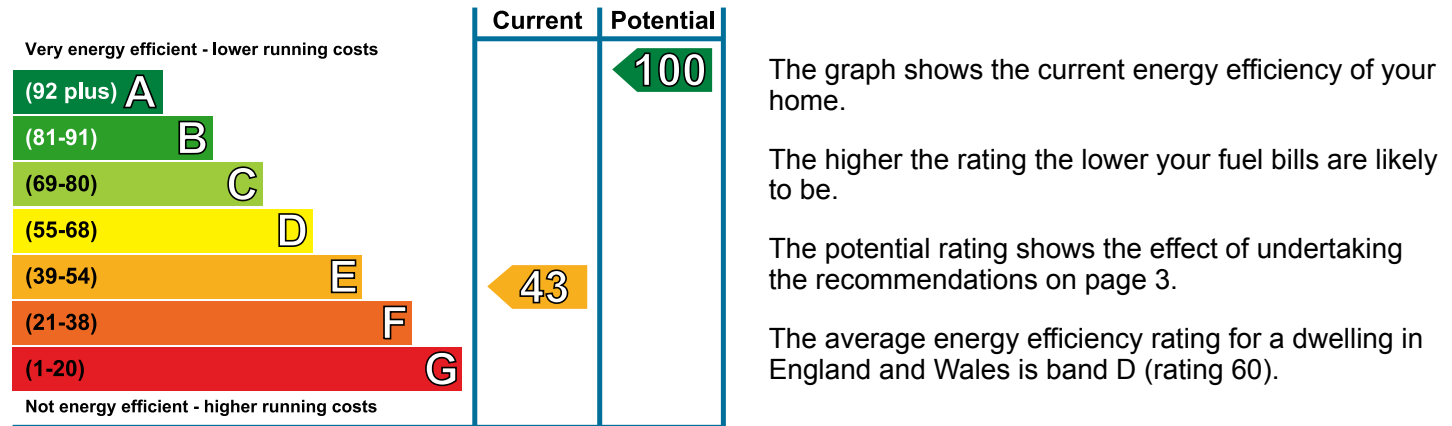 Current Potential
Very energy efficient - lower running costs
(92 plus) A
100
(81-91) B
(69-80) C
(55-68) D
(39-54) E
43
(21-38) F
(1-20) G
Not energy efficient - higher running costs
The graph shows the current energy efficiency of your
home.
The higher the rating the lower your fuel bills are likely
to be.
The potential rating shows the effect of undertaking
the recommendations on page 3.
The average energy efficiency rating for a dwelling in
England and Wales is band D (rating 60).